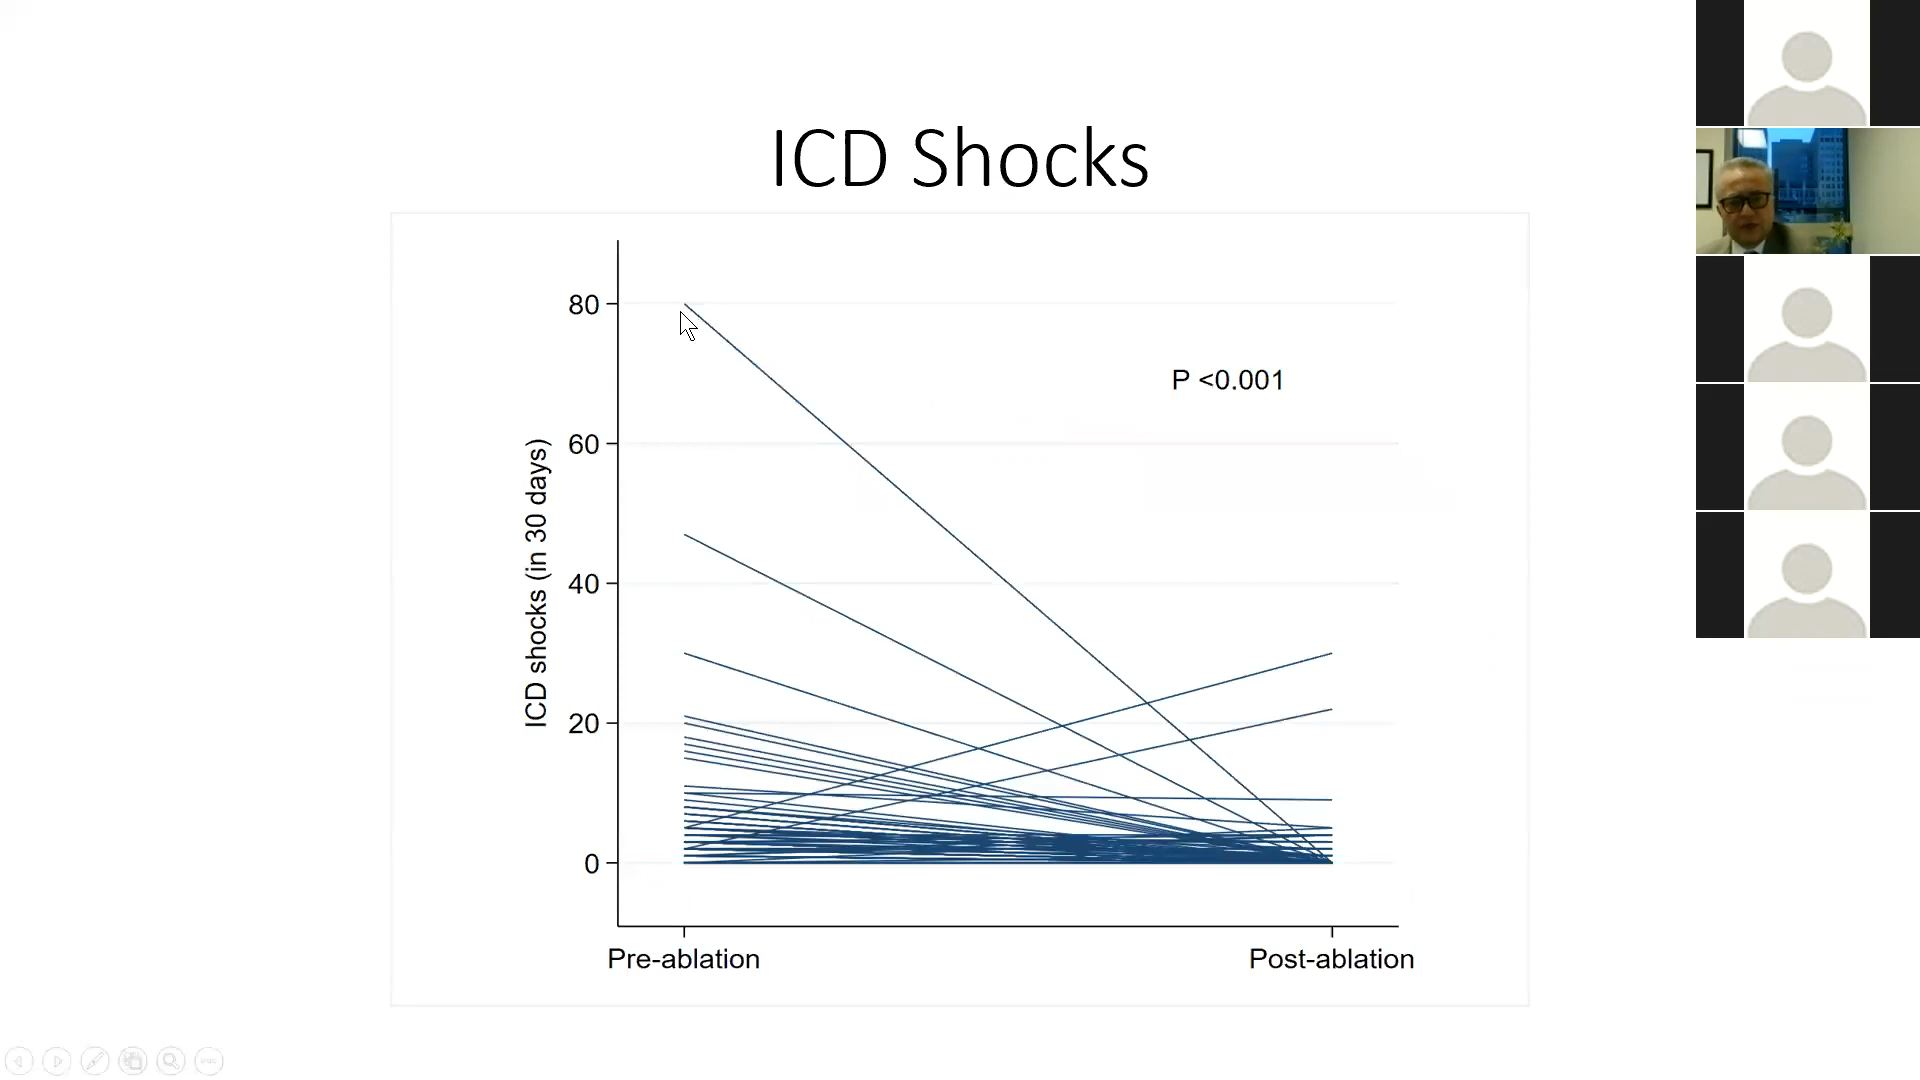 ICD Shocks
80
60
40
20
0
ICD shocks (in 30 days)
P <0.001
Pre-ablation
Post-ablation